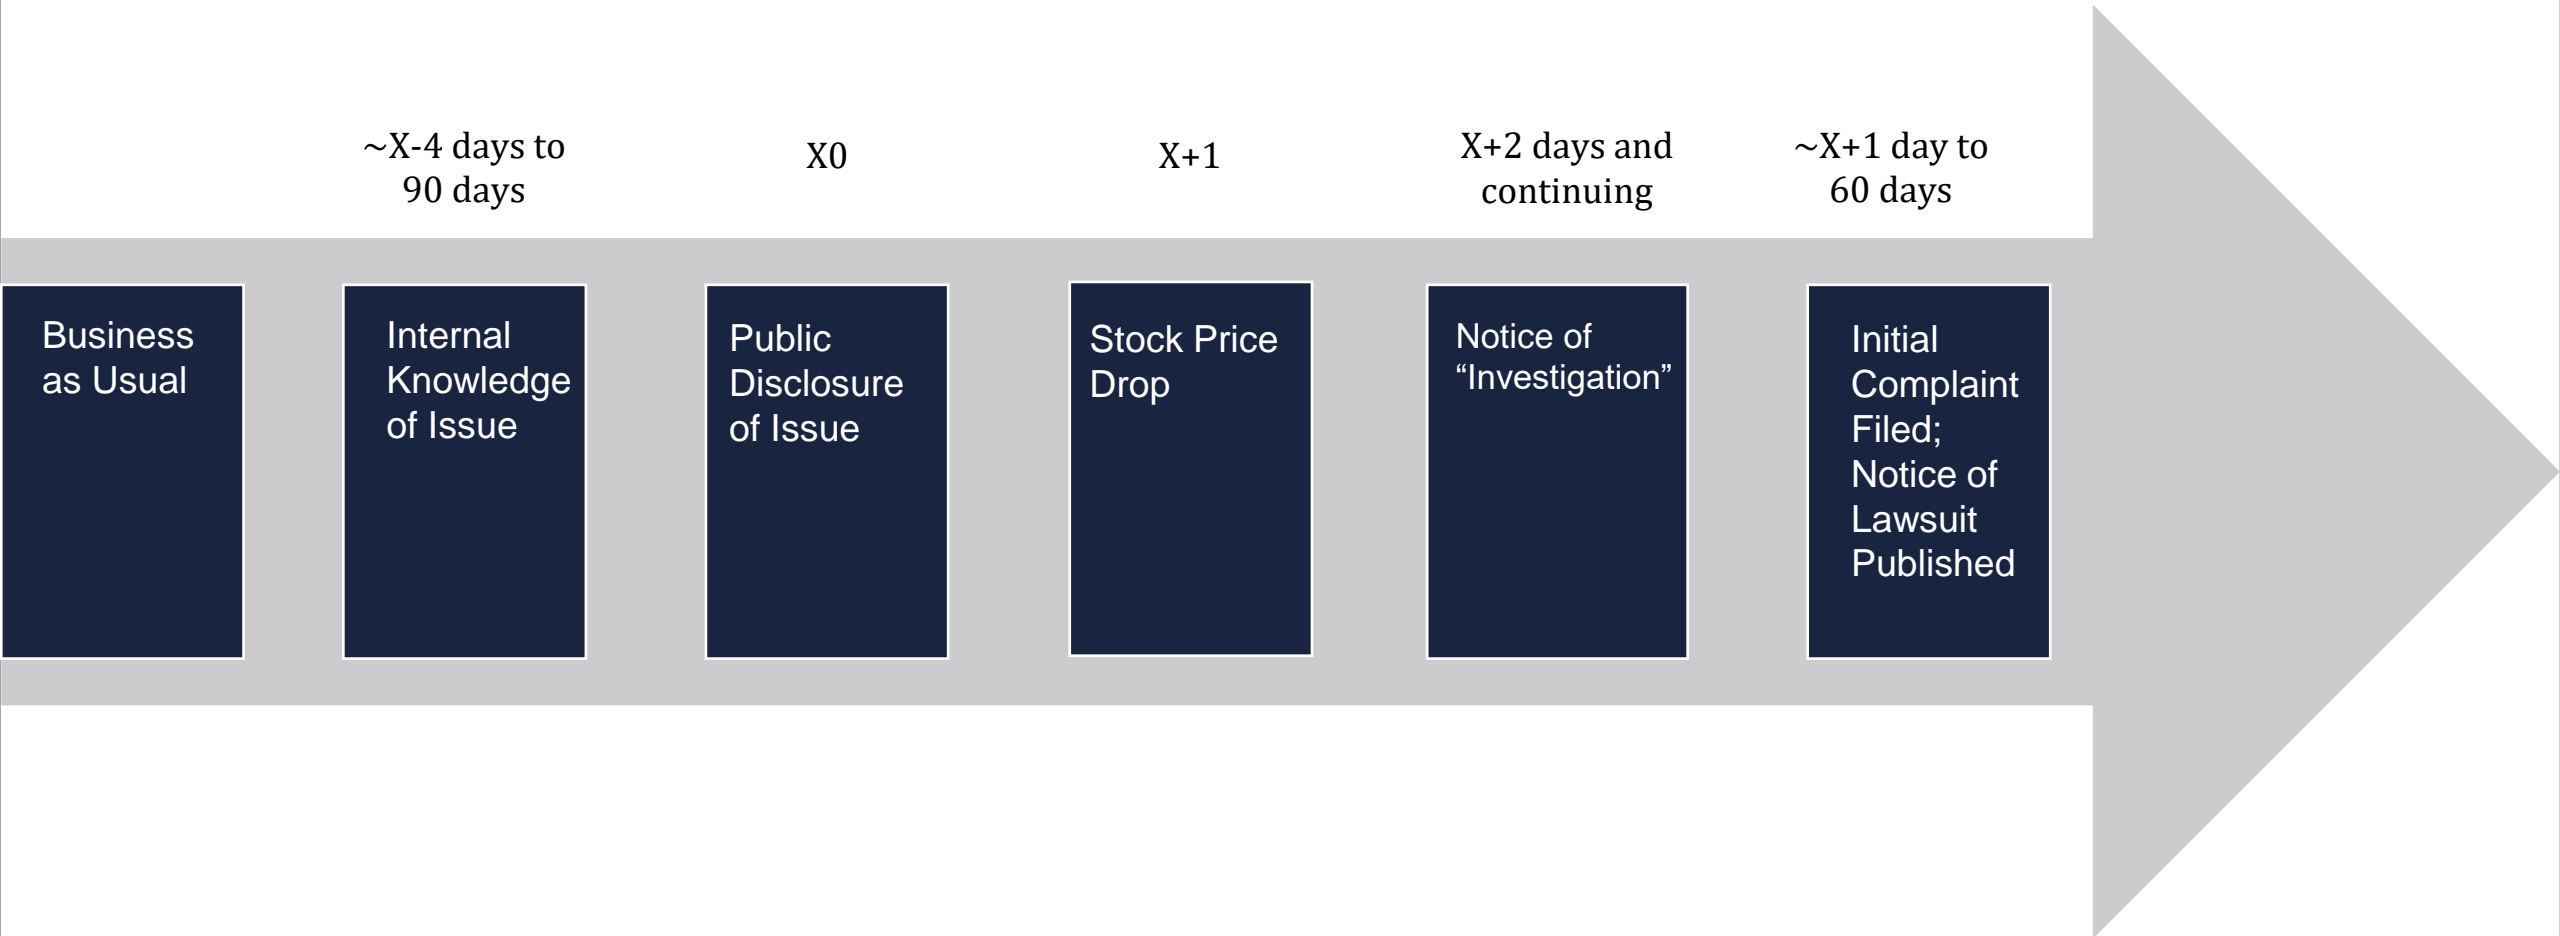 ~X-4 days to
90 days
X0
X+1
X+2 days and
continuing
~X+1 day to
60 days
Business
as Usual
Internal
Knowledge
of Issue
Public
Disclosure
of Issue
Stock Price
Drop
Notice of
“Investigation”
Initial
Complaint
Filed;
Notice of
Lawsuit
Published